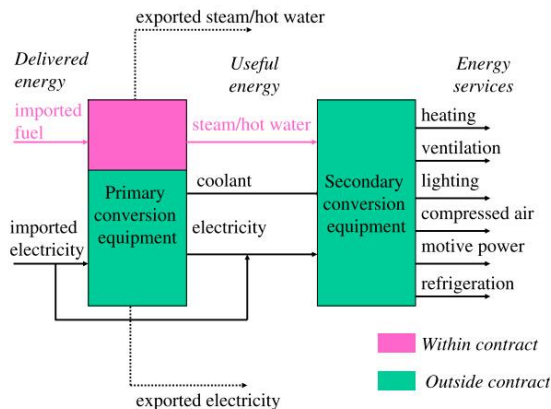 exported steam/hot water
Delivered
energy
Useful
energy
Energy
services
imported
fuel
steam/hot water
heating
ventilation
Primary
conversion
equipment
coolant
Secondary
conversion
equipment
lighting
compressed air
imported
electricity
electricity
motive power
refrigeration
Within contract
Outside contract
exported electricity